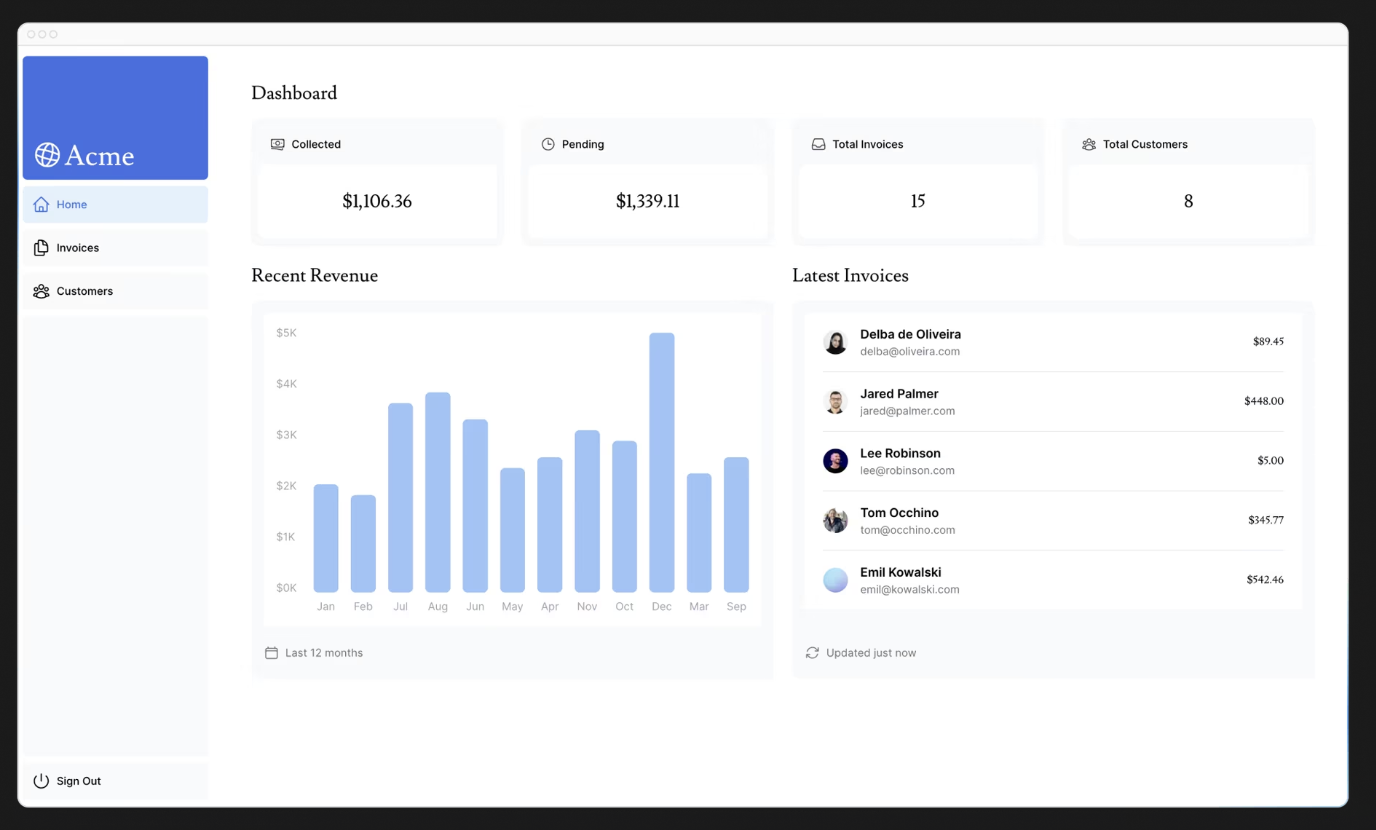 Acme
Home
Invoices
Customers
Sign Out
Dashboard
Collected
$1,106.36
Pending
$1,339.11
Total Invoices
15
Total Customers
8
Recent Revenue
$5K
$4K
$3K
$2K
$1K
$0K
Jan Feb Jul Aug Jun May Apr Nov Oct Dec Mar Sep
Last 12 months
Latest Invoices
Delba de Oliveira
delba@oliveira.com
$89.45
Jared Palmer
jared@palmer.com
$448.00
Lee Robinson
lee@robinson.com
$5.00
Tom Occhino
tom@occhino.com
$345.77
Emil Kowalski
emil@kowalski.com
$542.46
Updated just now